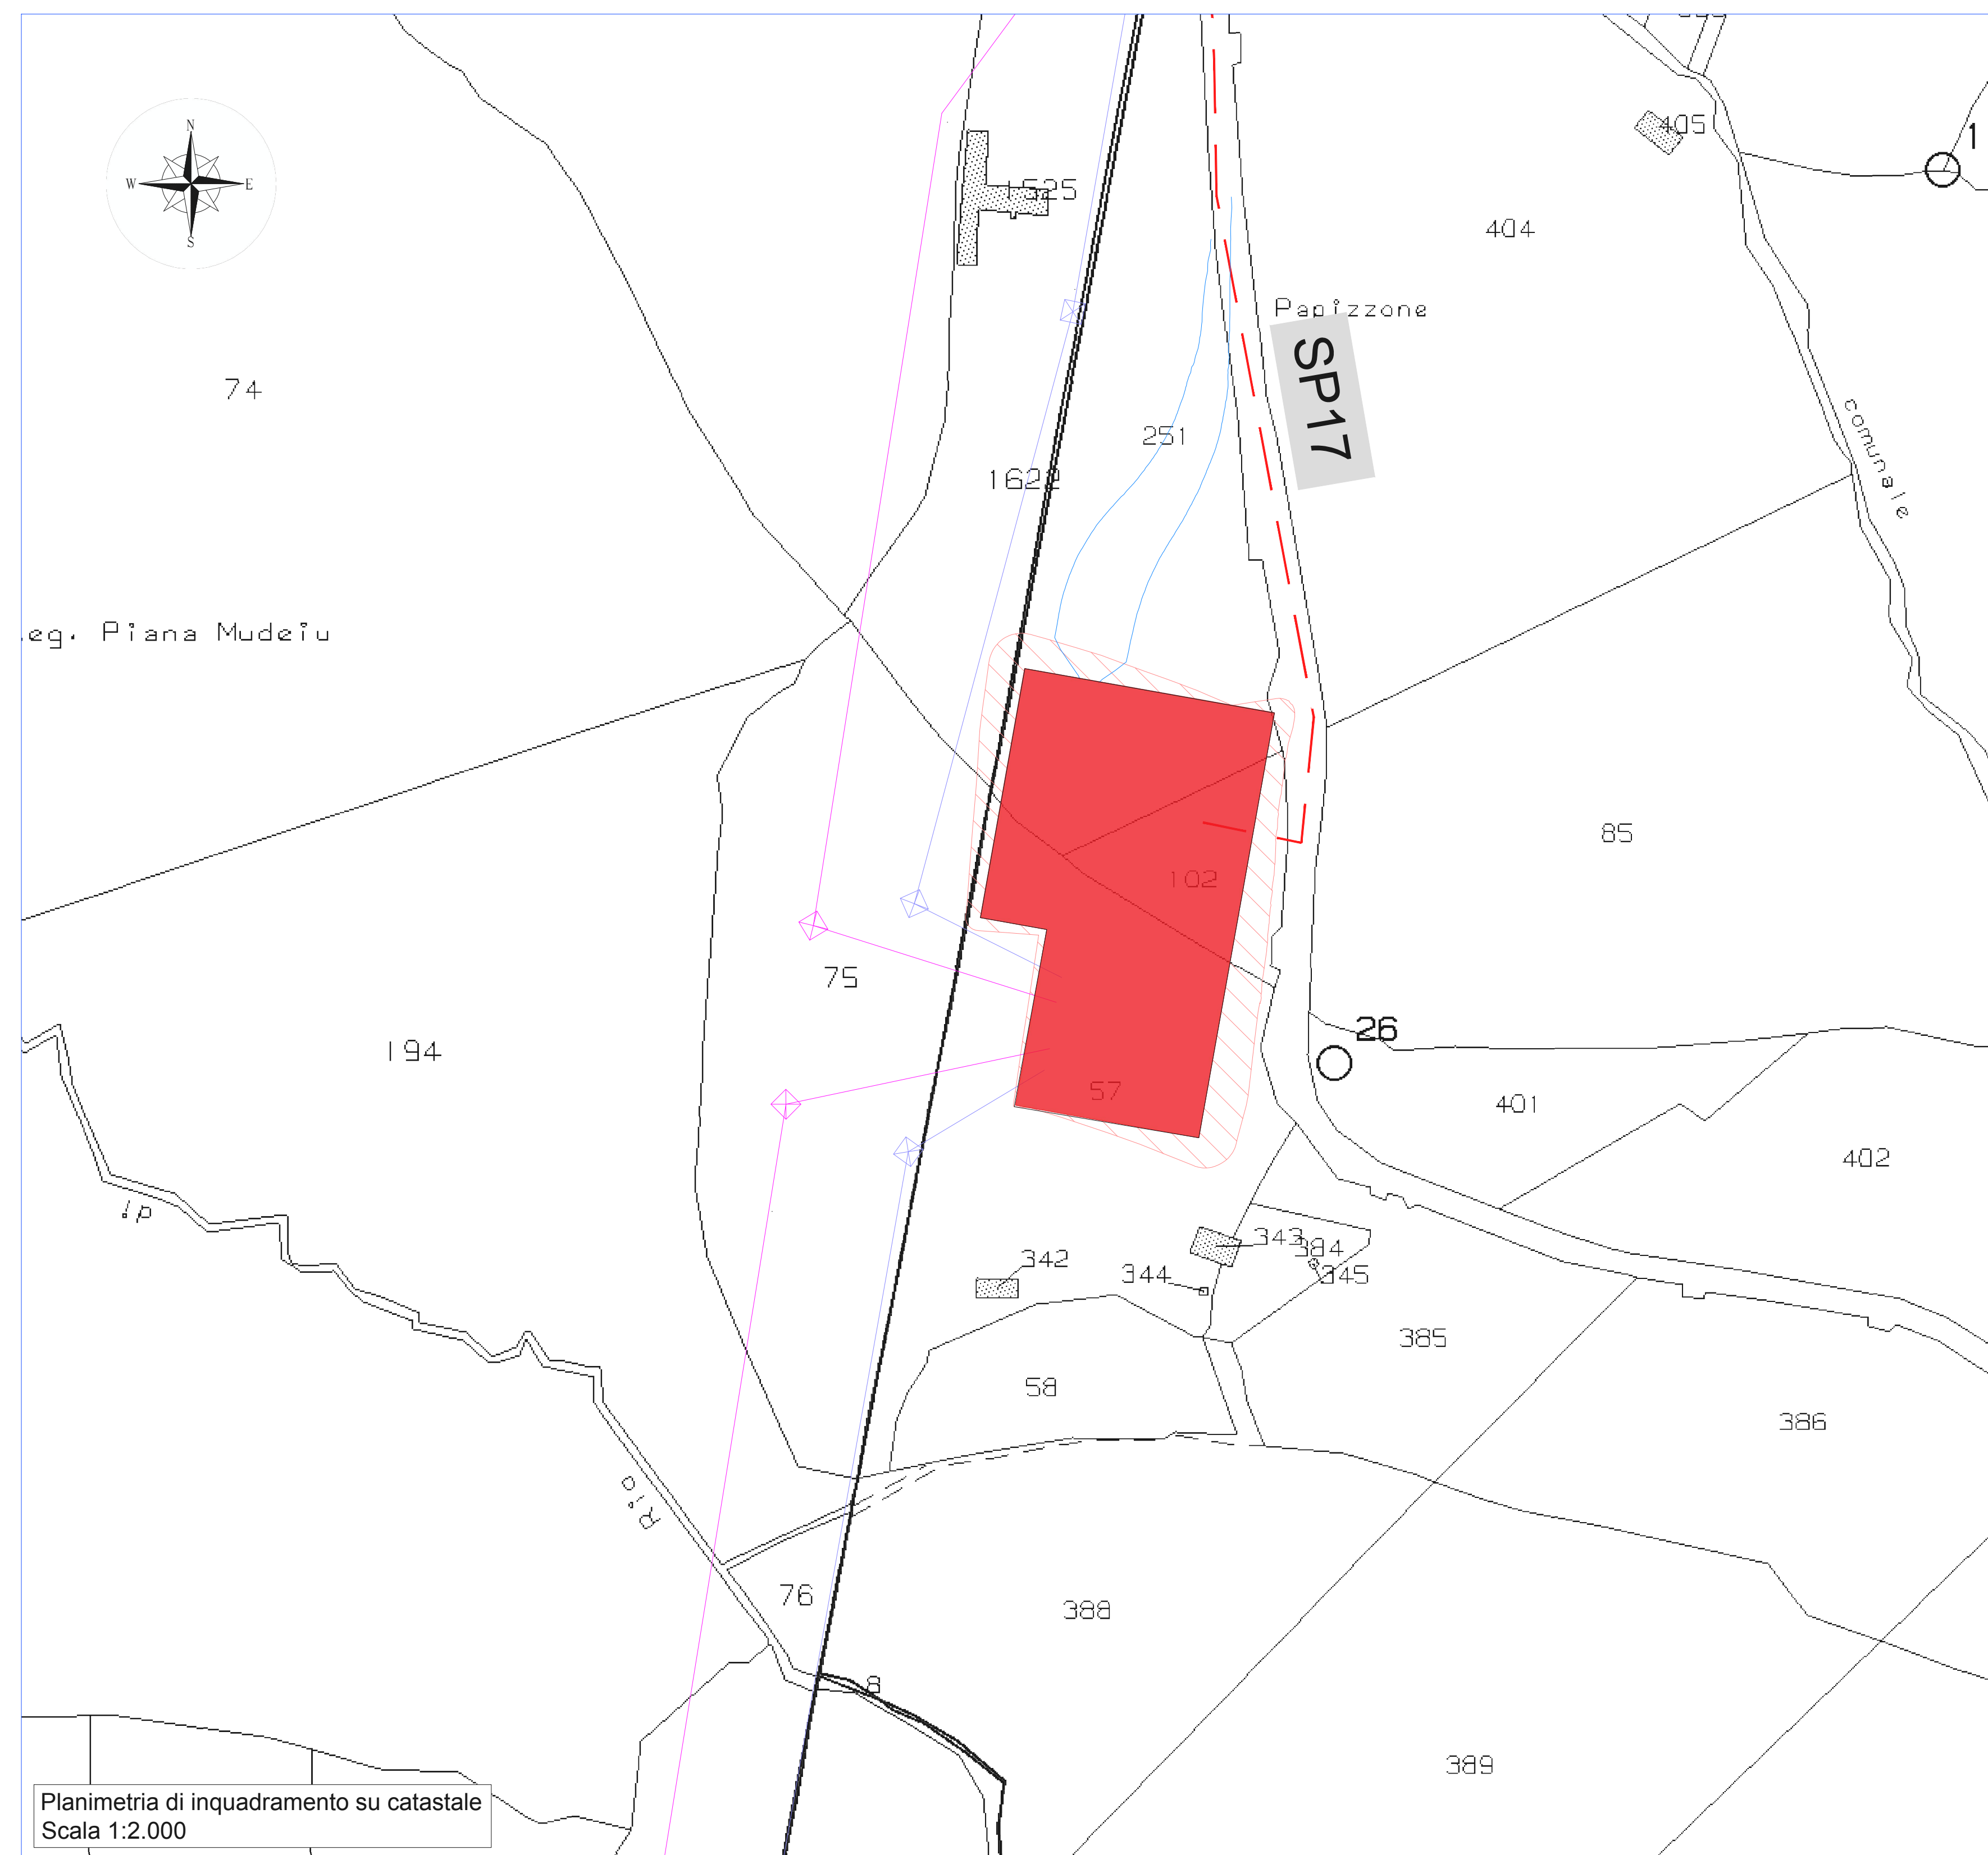 N
W
E
S
405
1
1525
404
Papizzone
SP17
74
251
comunale
1622
eg. Piana Mudeiu
85
102
75
26
194
57
401
402
di
343
384
342
344
345
385
58
386
Rio
76
388
8
389
Planimetria di inquadramento su catastale
Scala 1:2.000